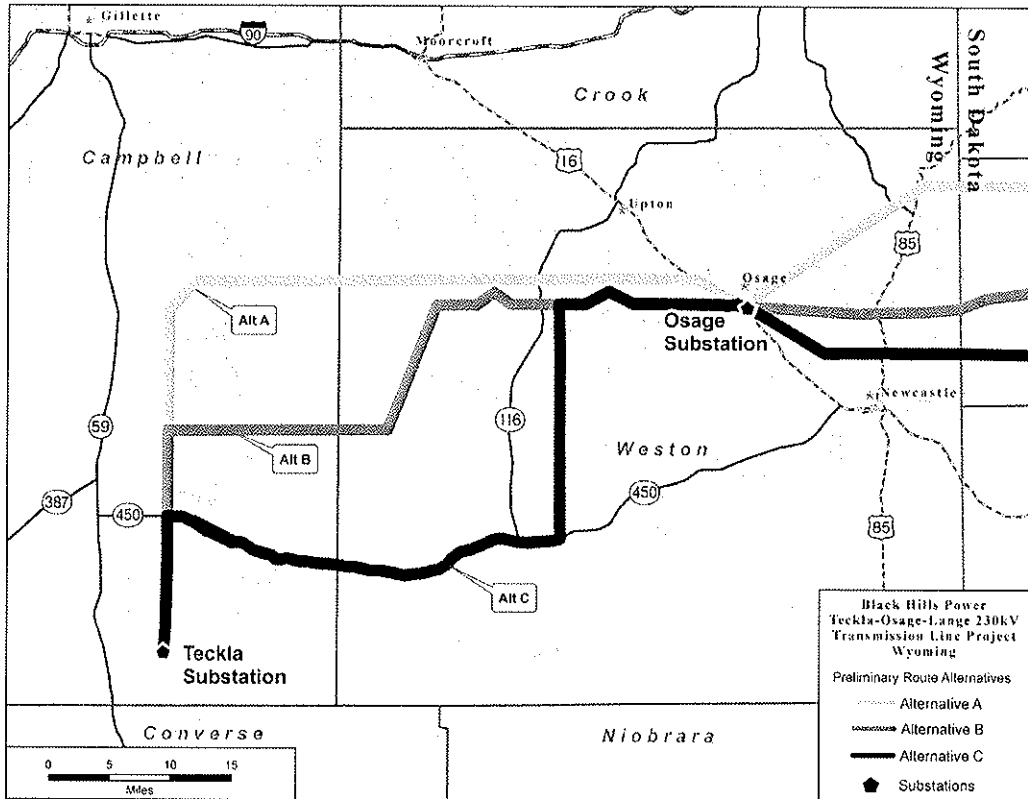 Gillette
90
Moorcroft
Crook
South Dakota
Wyoming
Campbell
16
Upton
85
Osage
Alt A
Osage
Substation
Newcastle
59
116
Alt B
Weston
387
450
450
85
Alt C
Teckla
Substation
Converse
Niobrara
0 5 10 15
Miles
Black Hills Power
Teckla-Osage-Lange 230kV
Transmission Line Project
Wyoming
Preliminary Route Alternatives
Alternative A
Alternative B
Alternative C
Substations